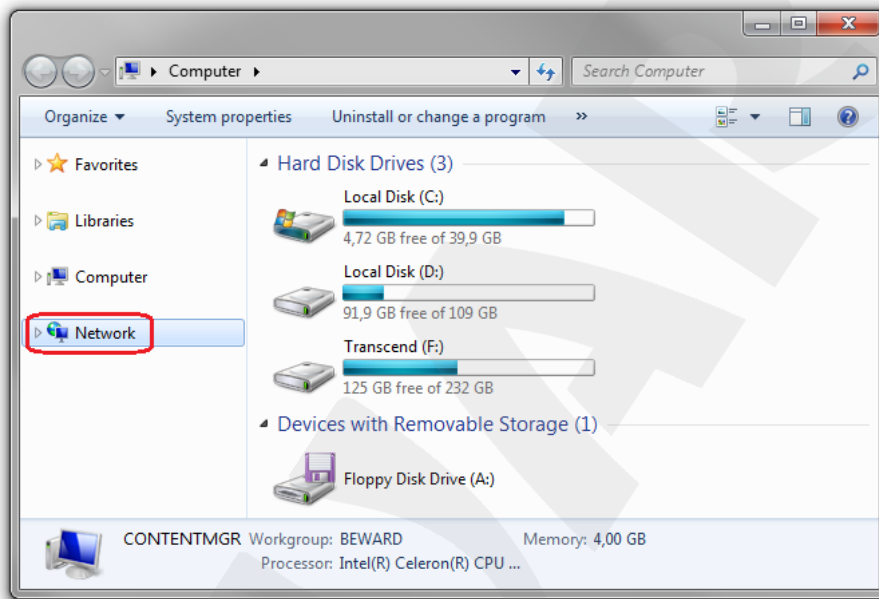 Computer
Search Computer
Organize System properties Uninstall or change a program »
Favorites
Libraries
Computer
Network
Hard Disk Drives (3)
Local Disk (C:)
4,72 GB free of 39,9 GB
Local Disk (D:)
91,9 GB free of 109 GB
Transcend (F:)
125 GB free of 232 GB
Devices with Removable Storage (1)
Floppy Disk Drive (A:)
CONTENTMGR Workgroup: BEWARD Memory: 4,00 GB
Processor: Intel(R) Celeron(R) CPU ...